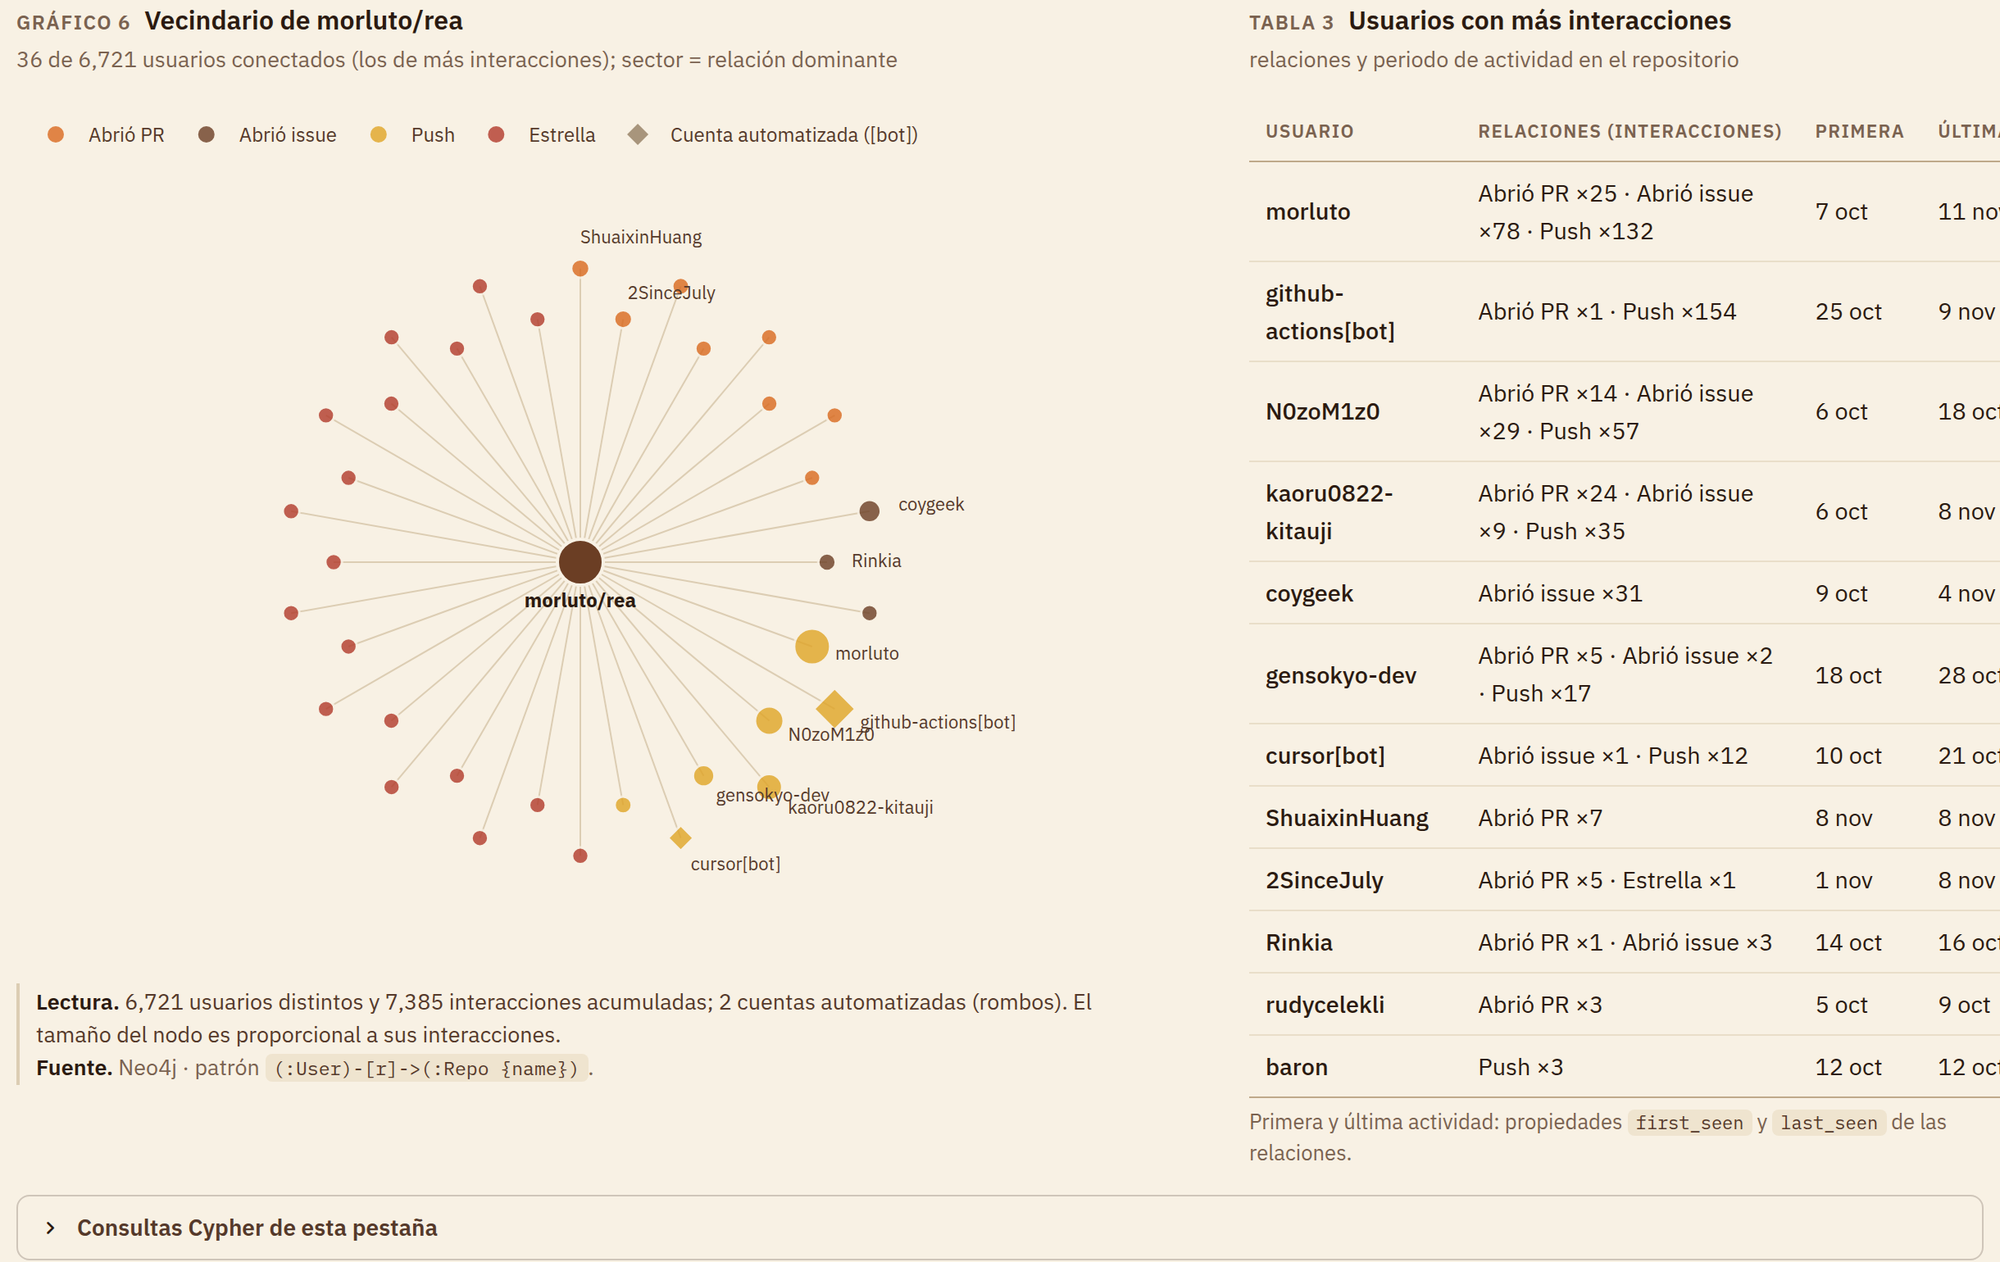 GRÁFICO 6 Vecindario de morluto/rea
36 de 6,721 usuarios conectados (los de más interacciones); sector = relación dominante
Abrió PR
Abrió issue
Push
Estrella
Cuenta automatizada ([bot])
ShuaixinHuang
2SinceJuly
coygeek
Rinkia
morluto/rea
morluto
github-actions[bot]
N0zoM1z0
gensokyo-dev
kaoru0822-kitauji
cursor[bot]
Lectura. 6,721 usuarios distintos y 7,385 interacciones acumuladas; 2 cuentas automatizadas (rombos). El
tamaño del nodo es proporcional a sus interacciones.
Fuente. Neo4j · patrón (:User)-[r]->(:Repo {name}).
TABLA 3 Usuarios con más interacciones
relaciones y periodo de actividad en el repositorio
USUARIO RELACIONES (INTERACCIONES) PRIMERA
morluto Abrió PR ×25 · Abrió issue ×78 · Push ×132 7 oct 11
github-actions[bot] Abrió PR ×1 · Push ×154 25 oct 9 nov
N0zoM1z0 Abrió PR ×14 · Abrió issue ×29 · Push ×57 6 oct 18
kaoru0822-kitauji Abrió PR ×24 · Abrió issue ×9 · Push ×35 6 oct 8 nov
coygeek Abrió issue ×31 9 oct 4 nov
gensokyo-dev Abrió PR ×5 · Abrió issue ×2 · Push ×17 18 oct 28
cursor[bot] Abrió issue ×1 · Push ×12 10 oct 21
ShuaixinHuang Abrió PR ×7 8 nov 8 nov
2SinceJuly Abrió PR ×5 · Estrella ×1 1 nov 8 nov
Rinkia Abrió PR ×1 · Abrió issue ×3 14 oct 16
rudycelekli Abrió PR ×3 5 oct 9 oct
baron Push ×3 12 oct 12
Primera y última actividad: propiedades first_seen y last_seen de las
relaciones.
Consultas Cypher de esta pestaña